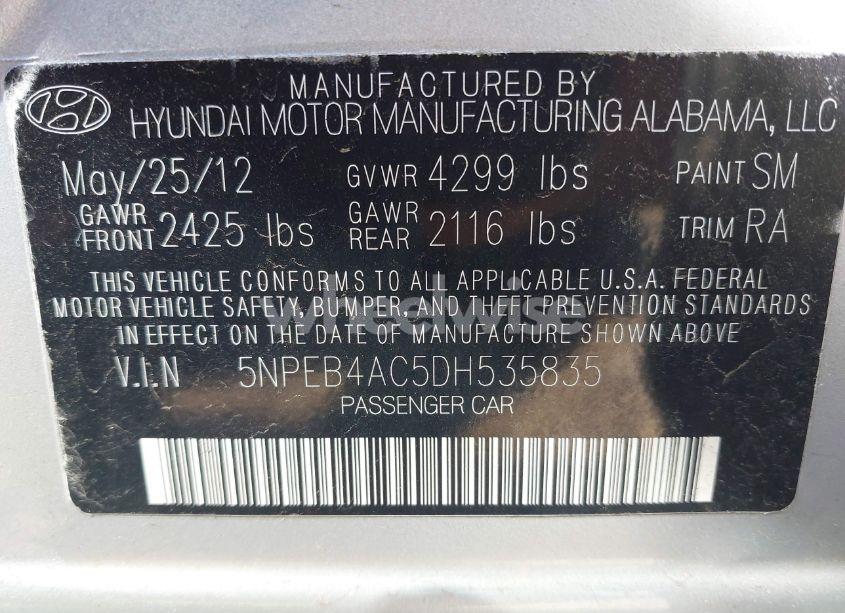 MANUFACTURED BY
HYUNDAI MOTOR MANUFACTURING ALABAMA, LLC
May/25/12 GVWR 4299 lbs PAINT SM
GAWR FRONT 2425 lbs GAWR REAR 2116 lbs TRIM RA
THIS VEHICLE CONFORMS TO ALL APPLICABLE U.S.A. FEDERAL
MOTOR VEHICLE SAFETY, BUMPER, AND THEFT PREVENTION STANDARDS
IN EFFECT ON THE DATE OF MANUFACTURE SHOWN ABOVE
wheelwise
V.I.N 5NPEB4AC5DH535835
PASSENGER CAR